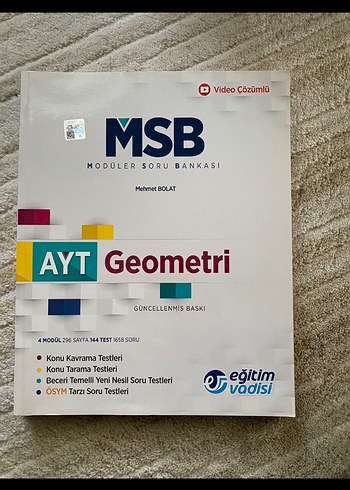 Video Çözümlü
MSB
MODÜLER SORU BANKASI
Mehmet BOLAT
AYT Geometri
GÜNCELLENMİŞ BASKI
4 MODÜL 296 SAYFA 144 TEST 1658 SORU
Konu Kavrama Testleri
Konu Tarama Testleri
Beceri Temelli Yeni Nesil Soru Testleri
ÖSYM Tarzı Soru Testleri
eğitim
vadisi